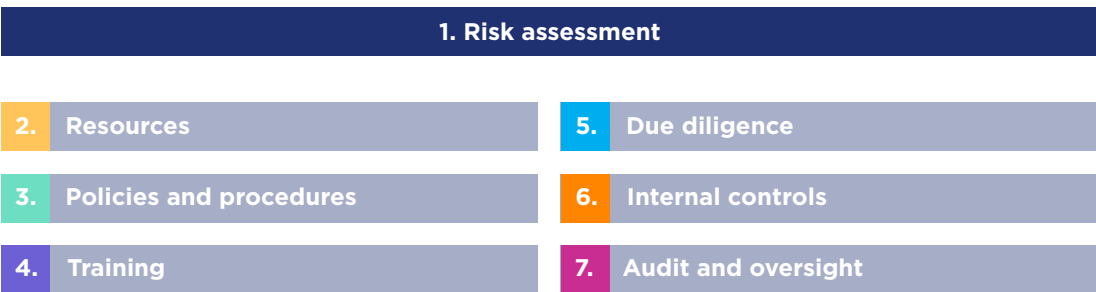 1. Risk assessment
2. Resources
3. Policies and procedures
4. Training
5. Due diligence
6. Internal controls
7. Audit and oversight